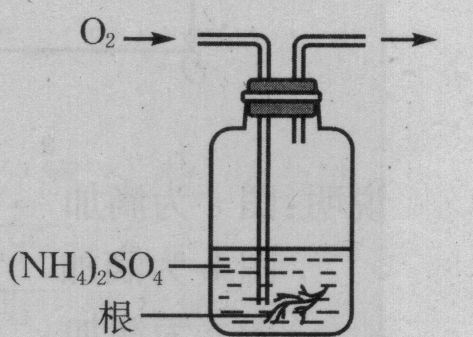 O₂
(NH₄)₂SO₄
根